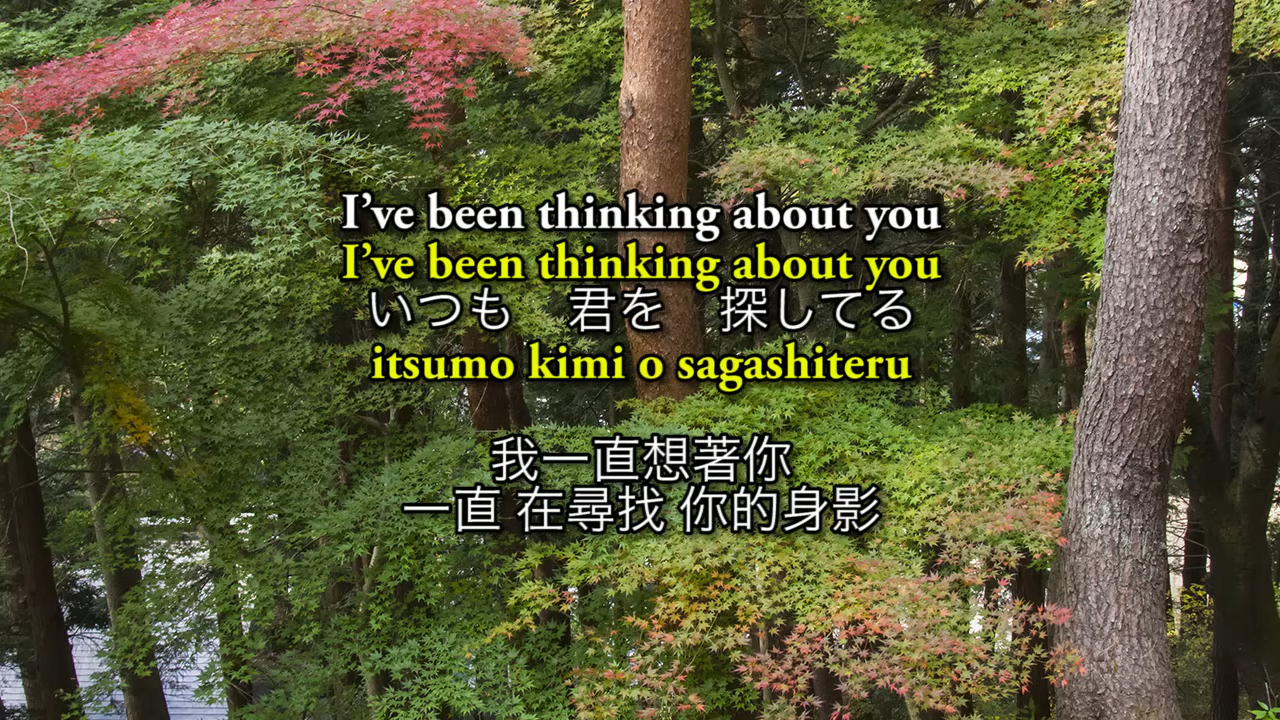 I’ve been thinking about you
I’ve been thinking about you
いつも　君を　探してる
itsumo kimi o sagashiteru
我一直想著你
一直 在尋找 你的身影